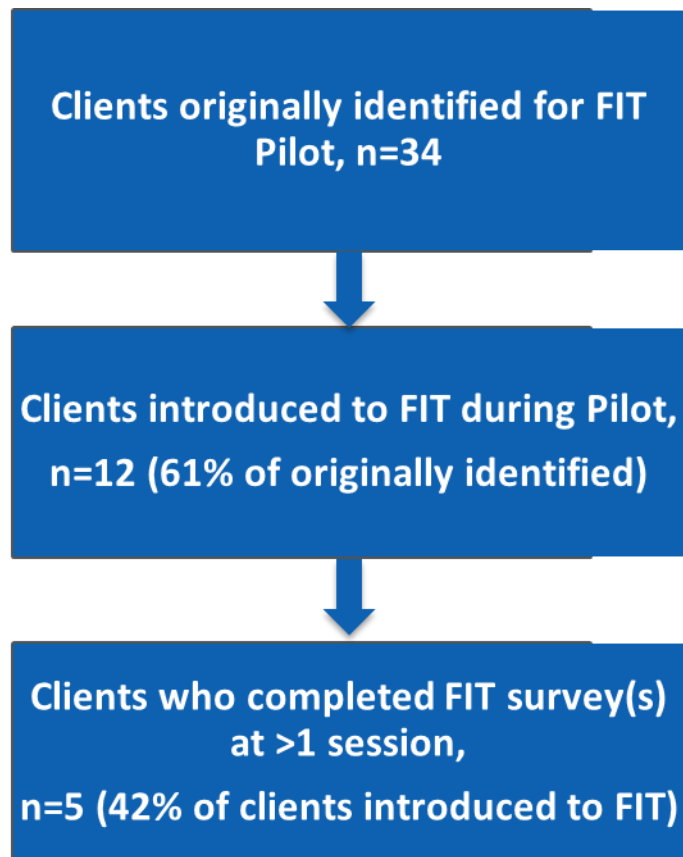 Clients originally identified for FIT
Pilot, n=34
Clients introduced to FIT during Pilot,
n=12 (61% of originally identified)
Clients who completed FIT survey(s)
at >1 session,
n=5 (42% of clients introduced to FIT)